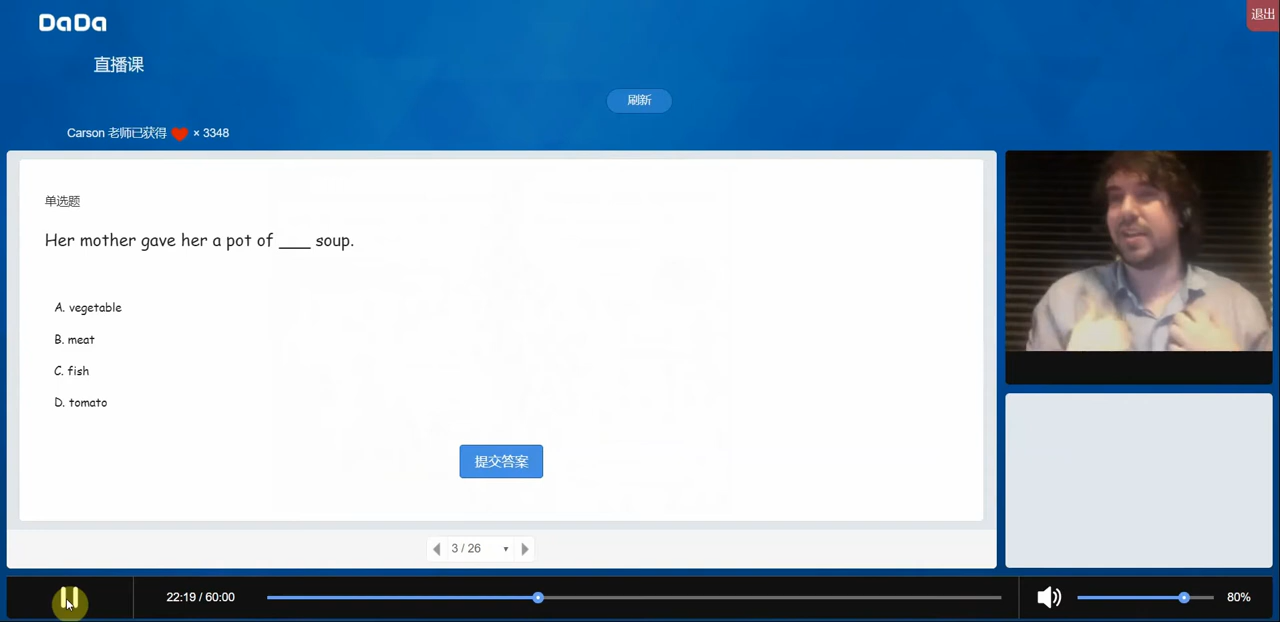 DaDa
退出
直播课
刷新
Carson 老师已获得 × 3348
单选题
Her mother gave her a pot of ___ soup.
A. vegetable
B. meat
C. fish
D. tomato
提交答案
3 / 26
22:19 / 60:00
80%